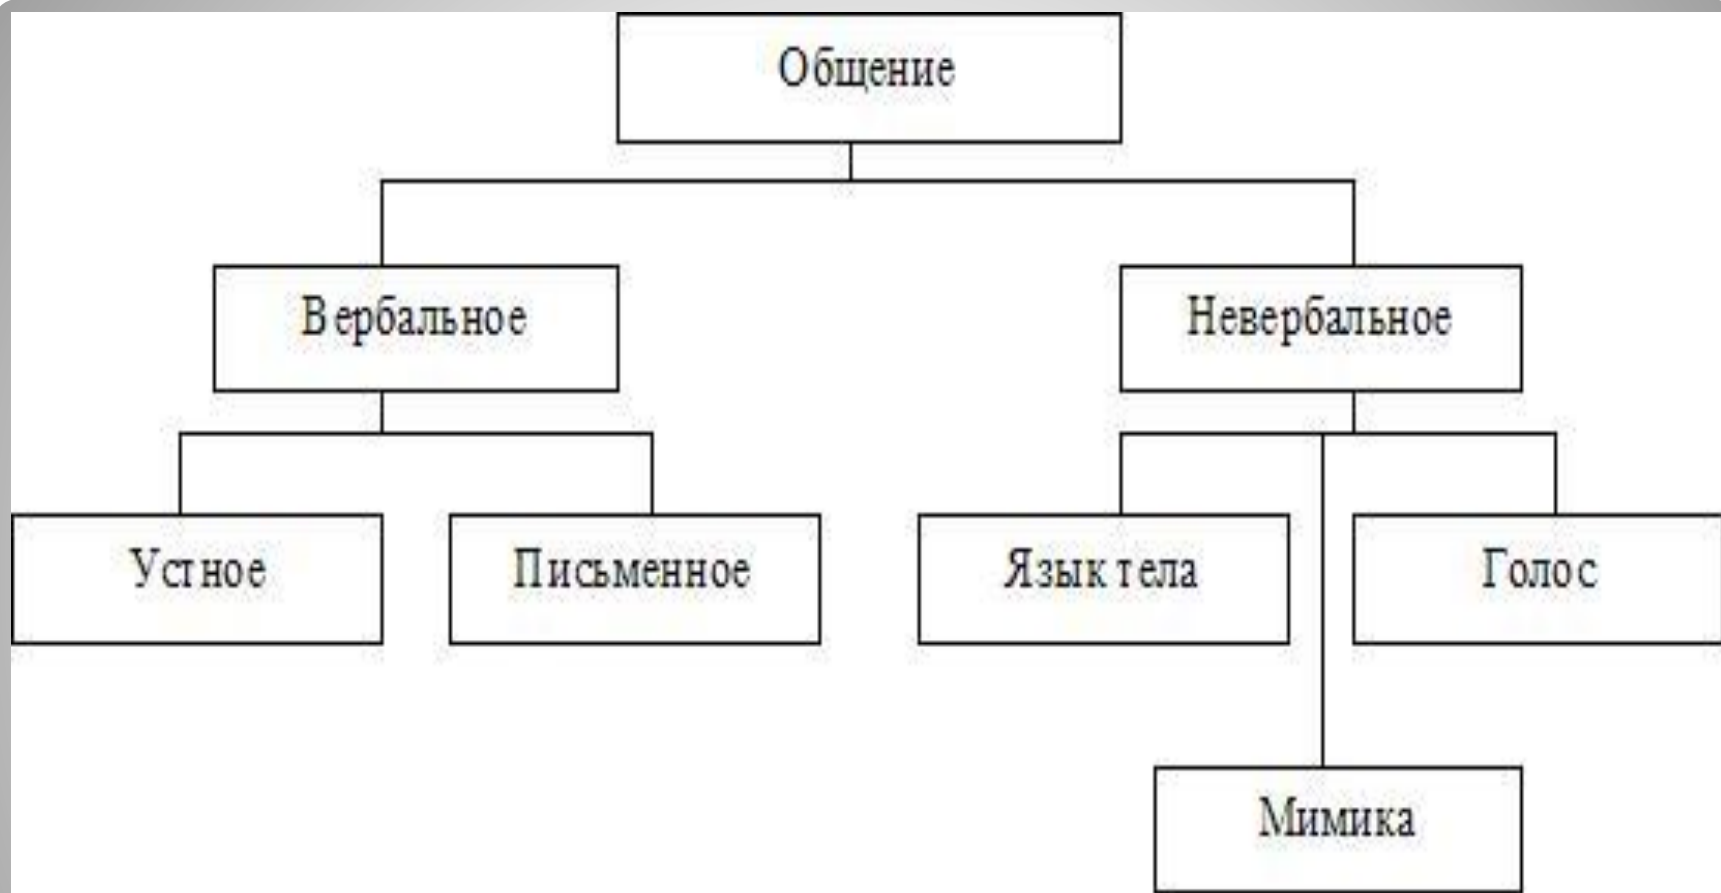 Общение
Вербальное
Невербальное
Устное
Письменное
Язык тела
Голос
Мимика